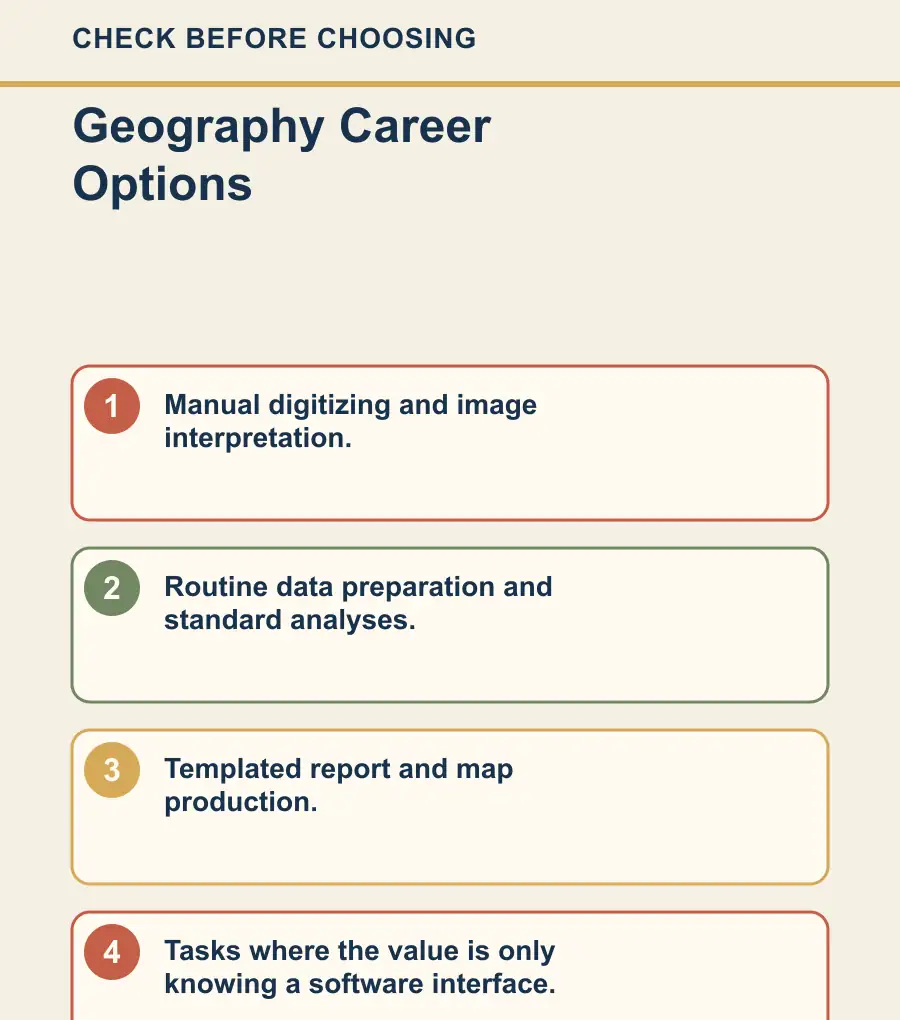 CHECK BEFORE CHOOSING
Geography Career
Options
1
Manual digitizing and image
interpretation.
2
Routine data preparation and
standard analyses.
3
Templated report and map
production.
4
Tasks where the value is only
knowing a software interface.